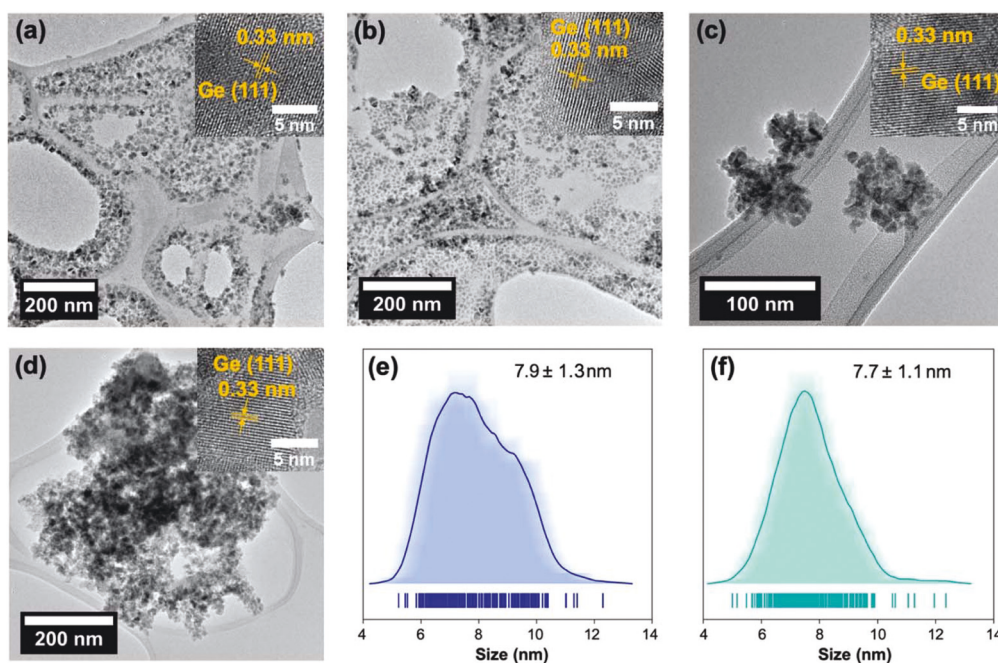 (a)
0.33 nm
Ge (111)
5 nm
200 nm
(b)
Ge (111)
0.33 nm
5 nm
200 nm
(c)
0.33 nm
Ge (111)
5 nm
100 nm
(d)
Ge (111)
0.33 nm
5 nm
200 nm
(e)
7.9 ± 1.3 nm
4 6 8 10 12 14
Size (nm)
(f)
7.7 ± 1.1 nm
4 6 8 10 12 14
Size (nm)